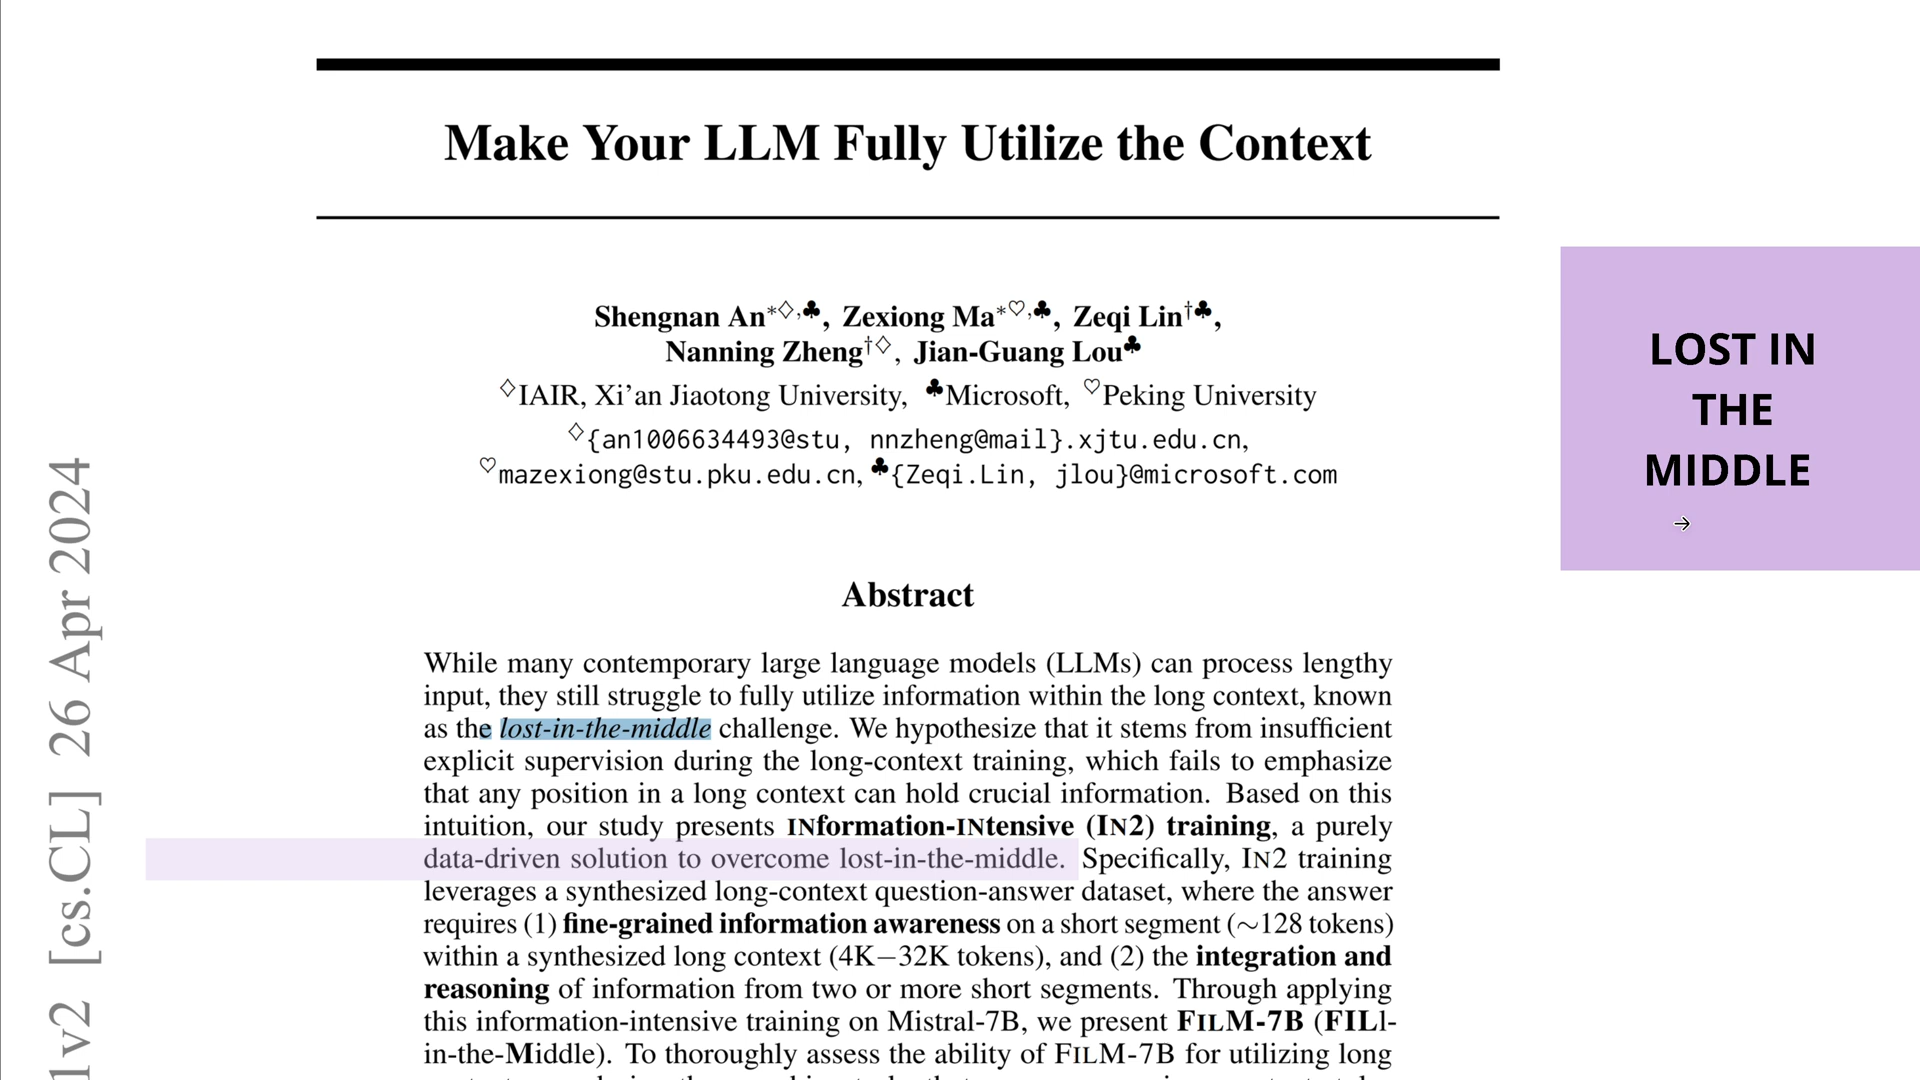 Make Your LLM Fully Utilize the Context
Shengnan An*♢,♣, Zexiong Ma*♡,♣, Zeqi Lin†♣,
Nanning Zheng†♢, Jian-Guang Lou♣
♢IAIR, Xi'an Jiaotong University, ♣Microsoft, ♡Peking University
♢{an1006634493@stu, nnzheng@mail}.xjtu.edu.cn,
♡mazexiong@stu.pku.edu.cn, ♣{Zeqi.Lin, jlou}@microsoft.com
LOST IN
THE
MIDDLE
Abstract
While many contemporary large language models (LLMs) can process lengthy
input, they still struggle to fully utilize information within the long context, known
as the lost-in-the-middle challenge. We hypothesize that it stems from insufficient
explicit supervision during the long-context training, which fails to emphasize
that any position in a long context can hold crucial information. Based on this
intuition, our study presents INformation-INtensive (IN2) training, a purely
data-driven solution to overcome lost-in-the-middle. Specifically, IN2 training
leverages a synthesized long-context question-answer dataset, where the answer
requires (1) fine-grained information awareness on a short segment (∼128 tokens)
within a synthesized long context (4K−32K tokens), and (2) the integration and
reasoning of information from two or more short segments. Through applying
this information-intensive training on Mistral-7B, we present FILM-7B (FILl-
in-the-Middle). To thoroughly assess the ability of FILM-7B for utilizing long
1v2 [cs.CL] 26 Apr 2024